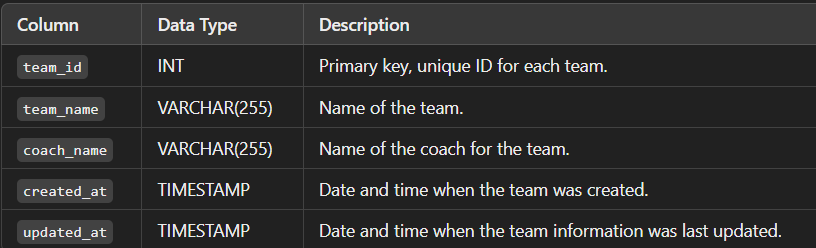 Column Data Type Description
team_id INT Primary key, unique ID for each team.
team_name VARCHAR(255) Name of the team.
coach_name VARCHAR(255) Name of the coach for the team.
created_at TIMESTAMP Date and time when the team was created.
updated_at TIMESTAMP Date and time when the team information was last updated.